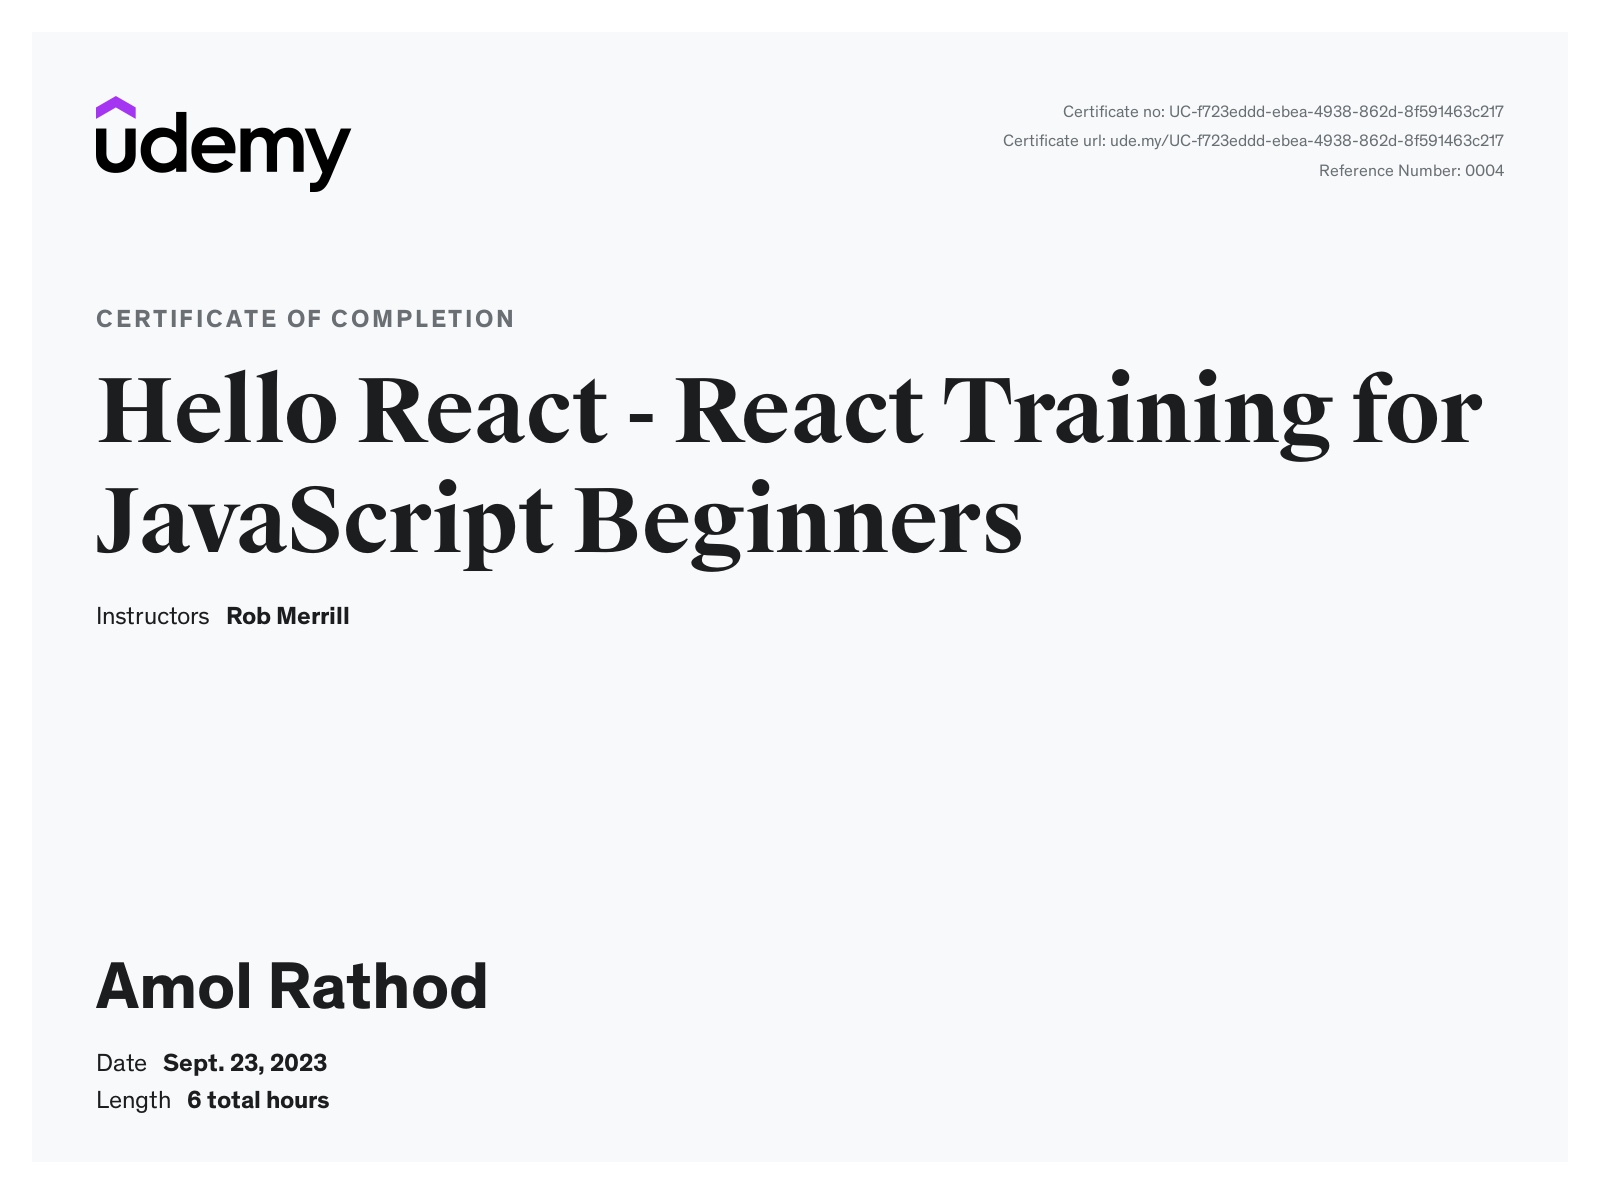 udemy
Certificate no: UC-f723eddd-ebea-4938-862d-8f591463c217
Certificate url: ude.my/UC-f723eddd-ebea-4938-862d-8f591463c217
Reference Number: 0004
CERTIFICATE OF COMPLETION
Hello React - React Training for
JavaScript Beginners
Instructors Rob Merrill
Amol Rathod
Date Sept. 23, 2023
Length 6 total hours